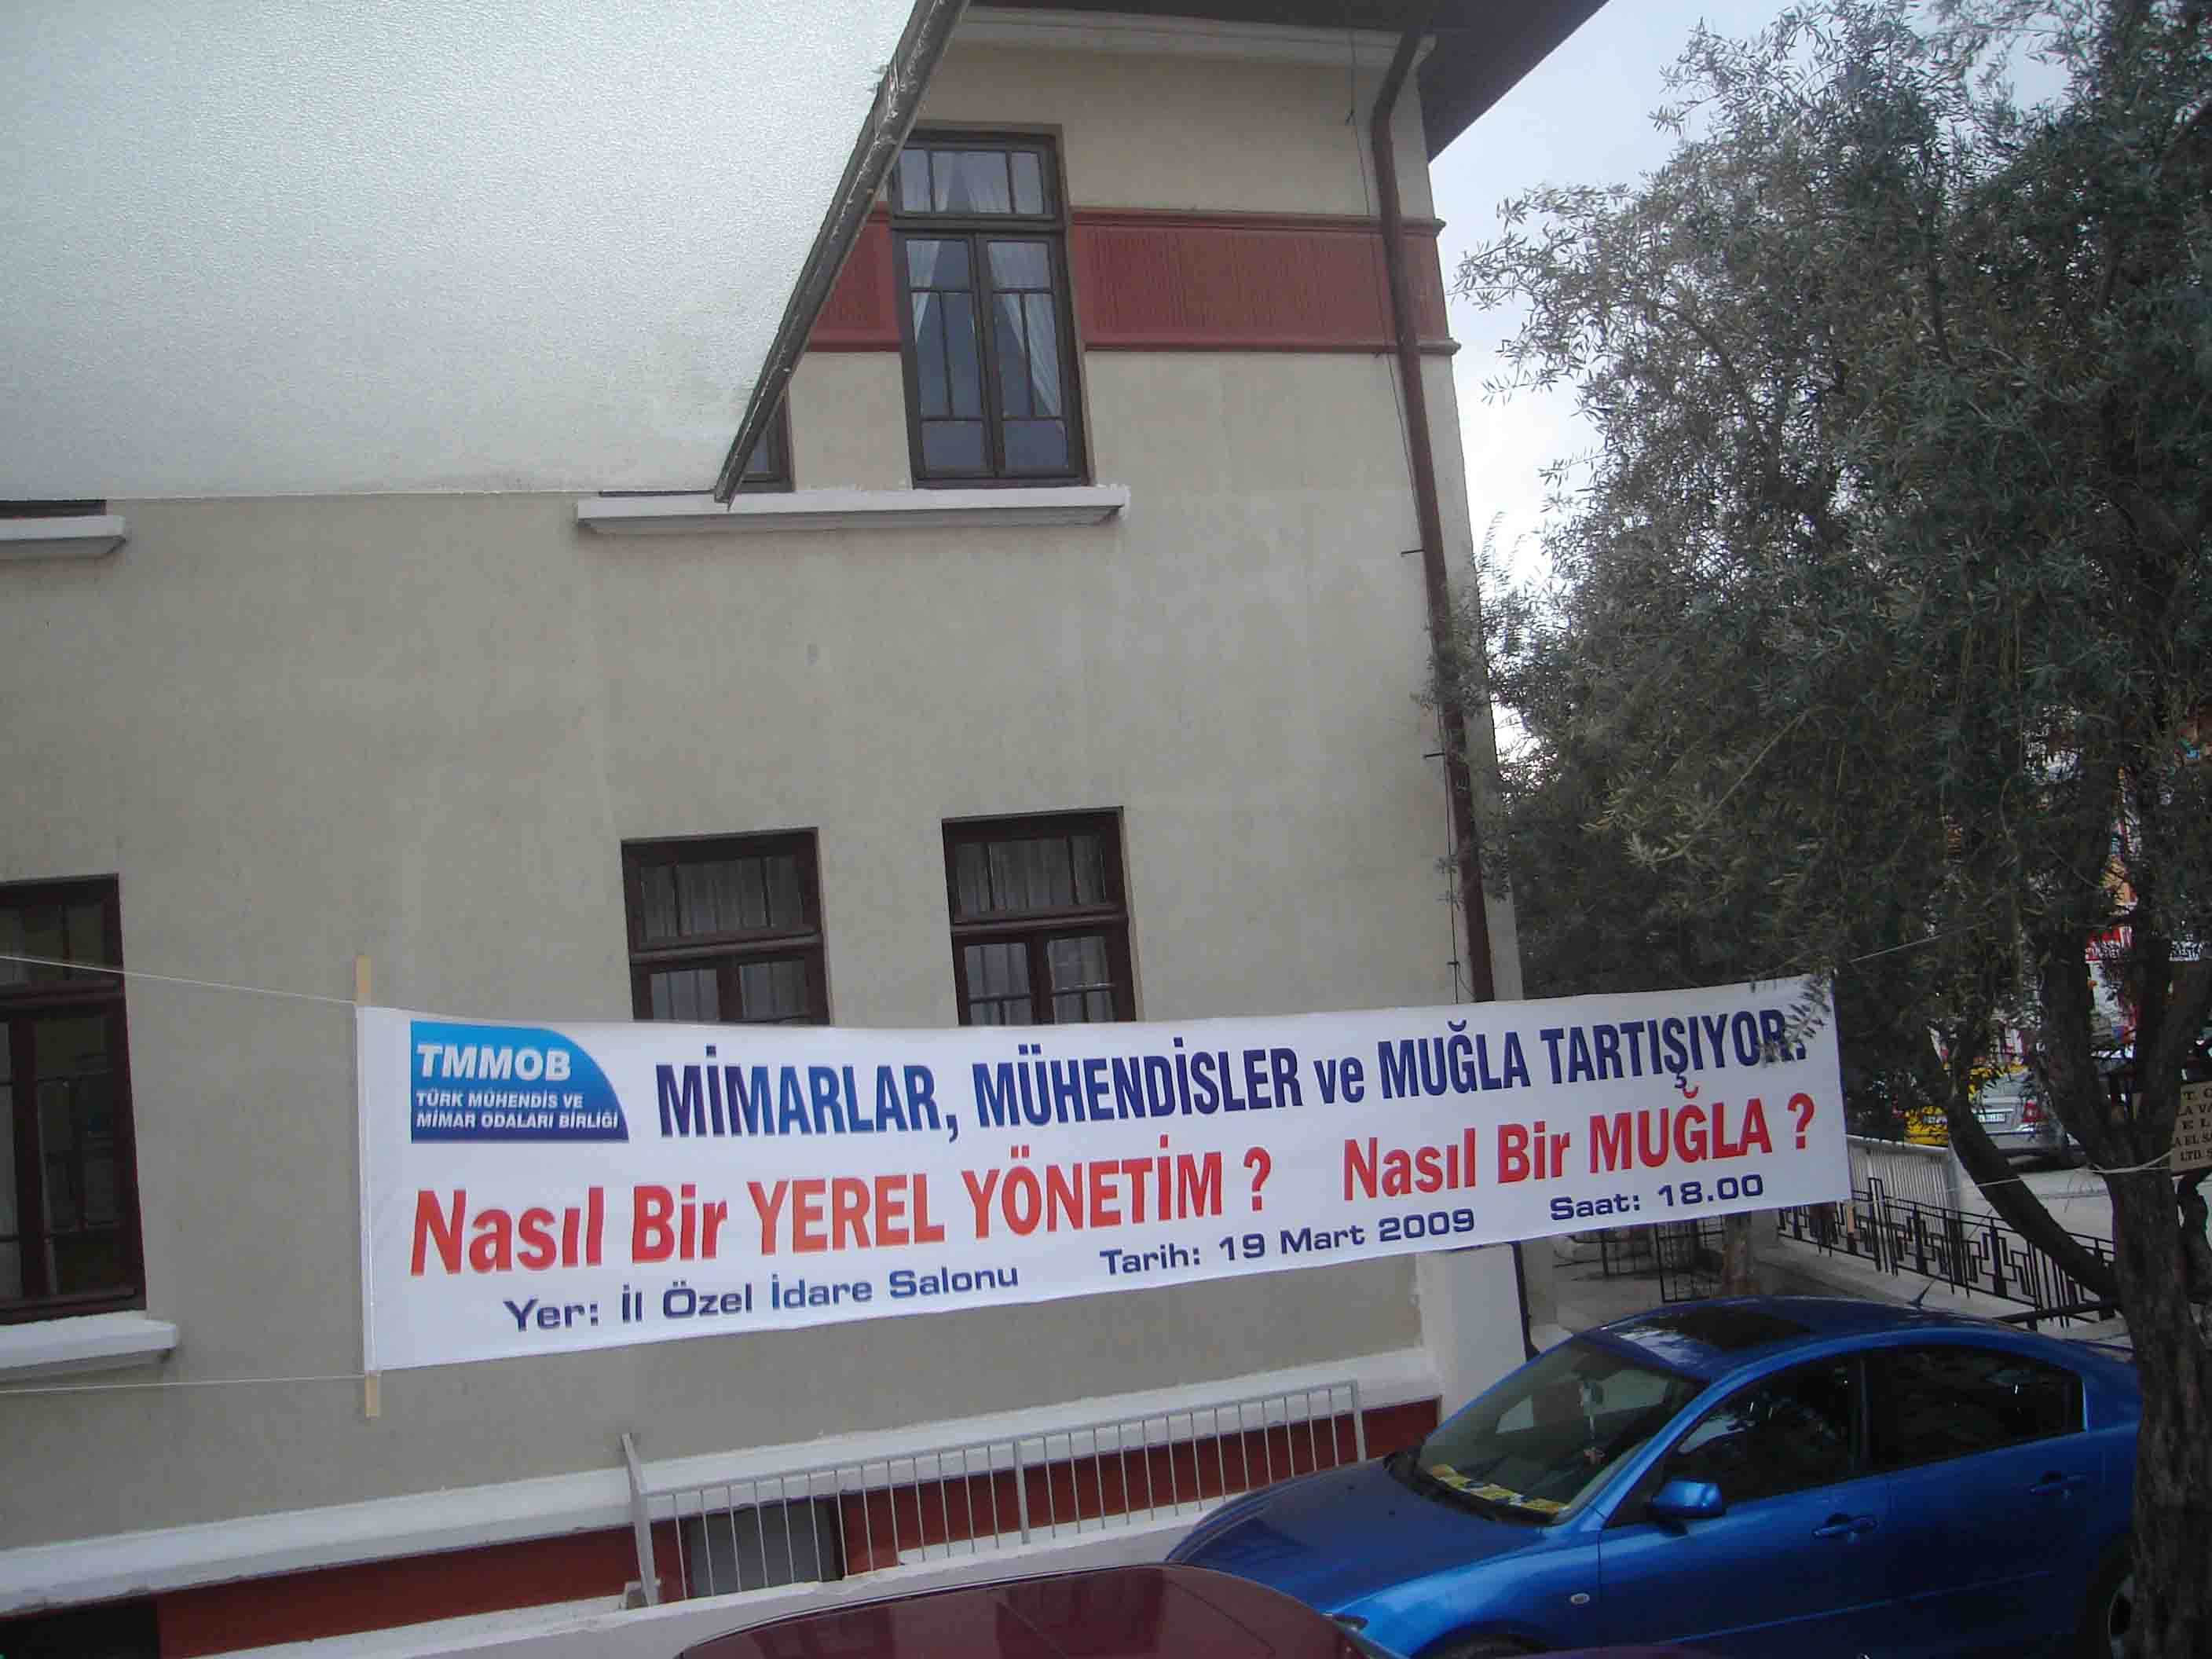 TMMOB
TÜRK MÜHENDİS VE
MİMAR ODALARI BİRLİĞİ
MİMARLAR, MÜHENDİSLER ve MUĞLA TARTIŞIYOR.
Nasıl Bir YEREL YÖNETİM ? Nasıl Bir MUĞLA ?
Yer: İl Özel İdare Salonu Tarih: 19 Mart 2009 Saat: 18.00
LTD.